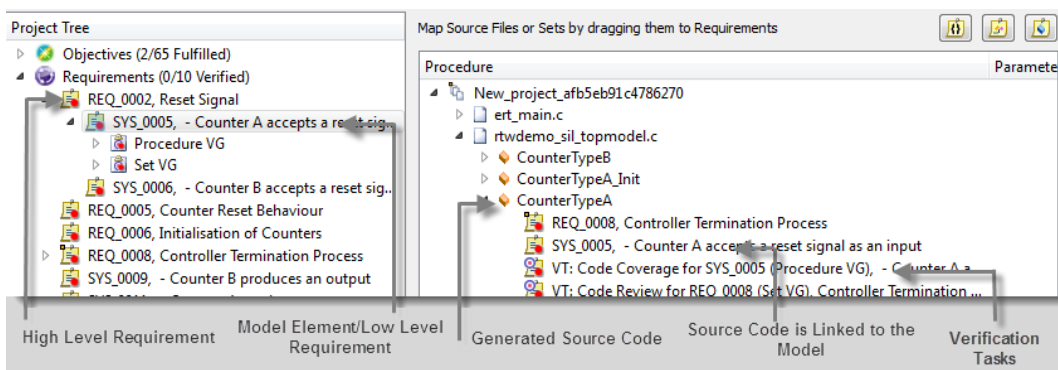 Project Tree
Objectives (2/65 Fulfilled)
Requirements (0/10 Verified)
REQ_0002, Reset Signal
SYS_0005, - Counter A accepts a reset sig..
Procedure VG
Set VG
SYS_0006, - Counter B accepts a reset sig..
REQ_0005, Counter Reset Behaviour
REQ_0006, Initialisation of Counters
REQ_0008, Controller Termination Process
SYS_0009, - Counter B produces an output
Map Source Files or Sets by dragging them to Requirements
Procedure Paramete
New_project_afb5eb91c4786270
ert_main.c
rtwdemo_sil_topmodel.c
CounterTypeB
CounterTypeA_Init
CounterTypeA
REQ_0008, Controller Termination Process
SYS_0005, - Counter A accepts a reset signal as an input
VT: Code Coverage for SYS_0005 (Procedure VG), - Counter A a...
VT: Code Review for REQ_0008 (Set VG), Controller Termination ...
High Level Requirement
Model Element/Low Level
Requirement
Generated Source Code
Source Code is Linked to the
Model
Verification
Tasks